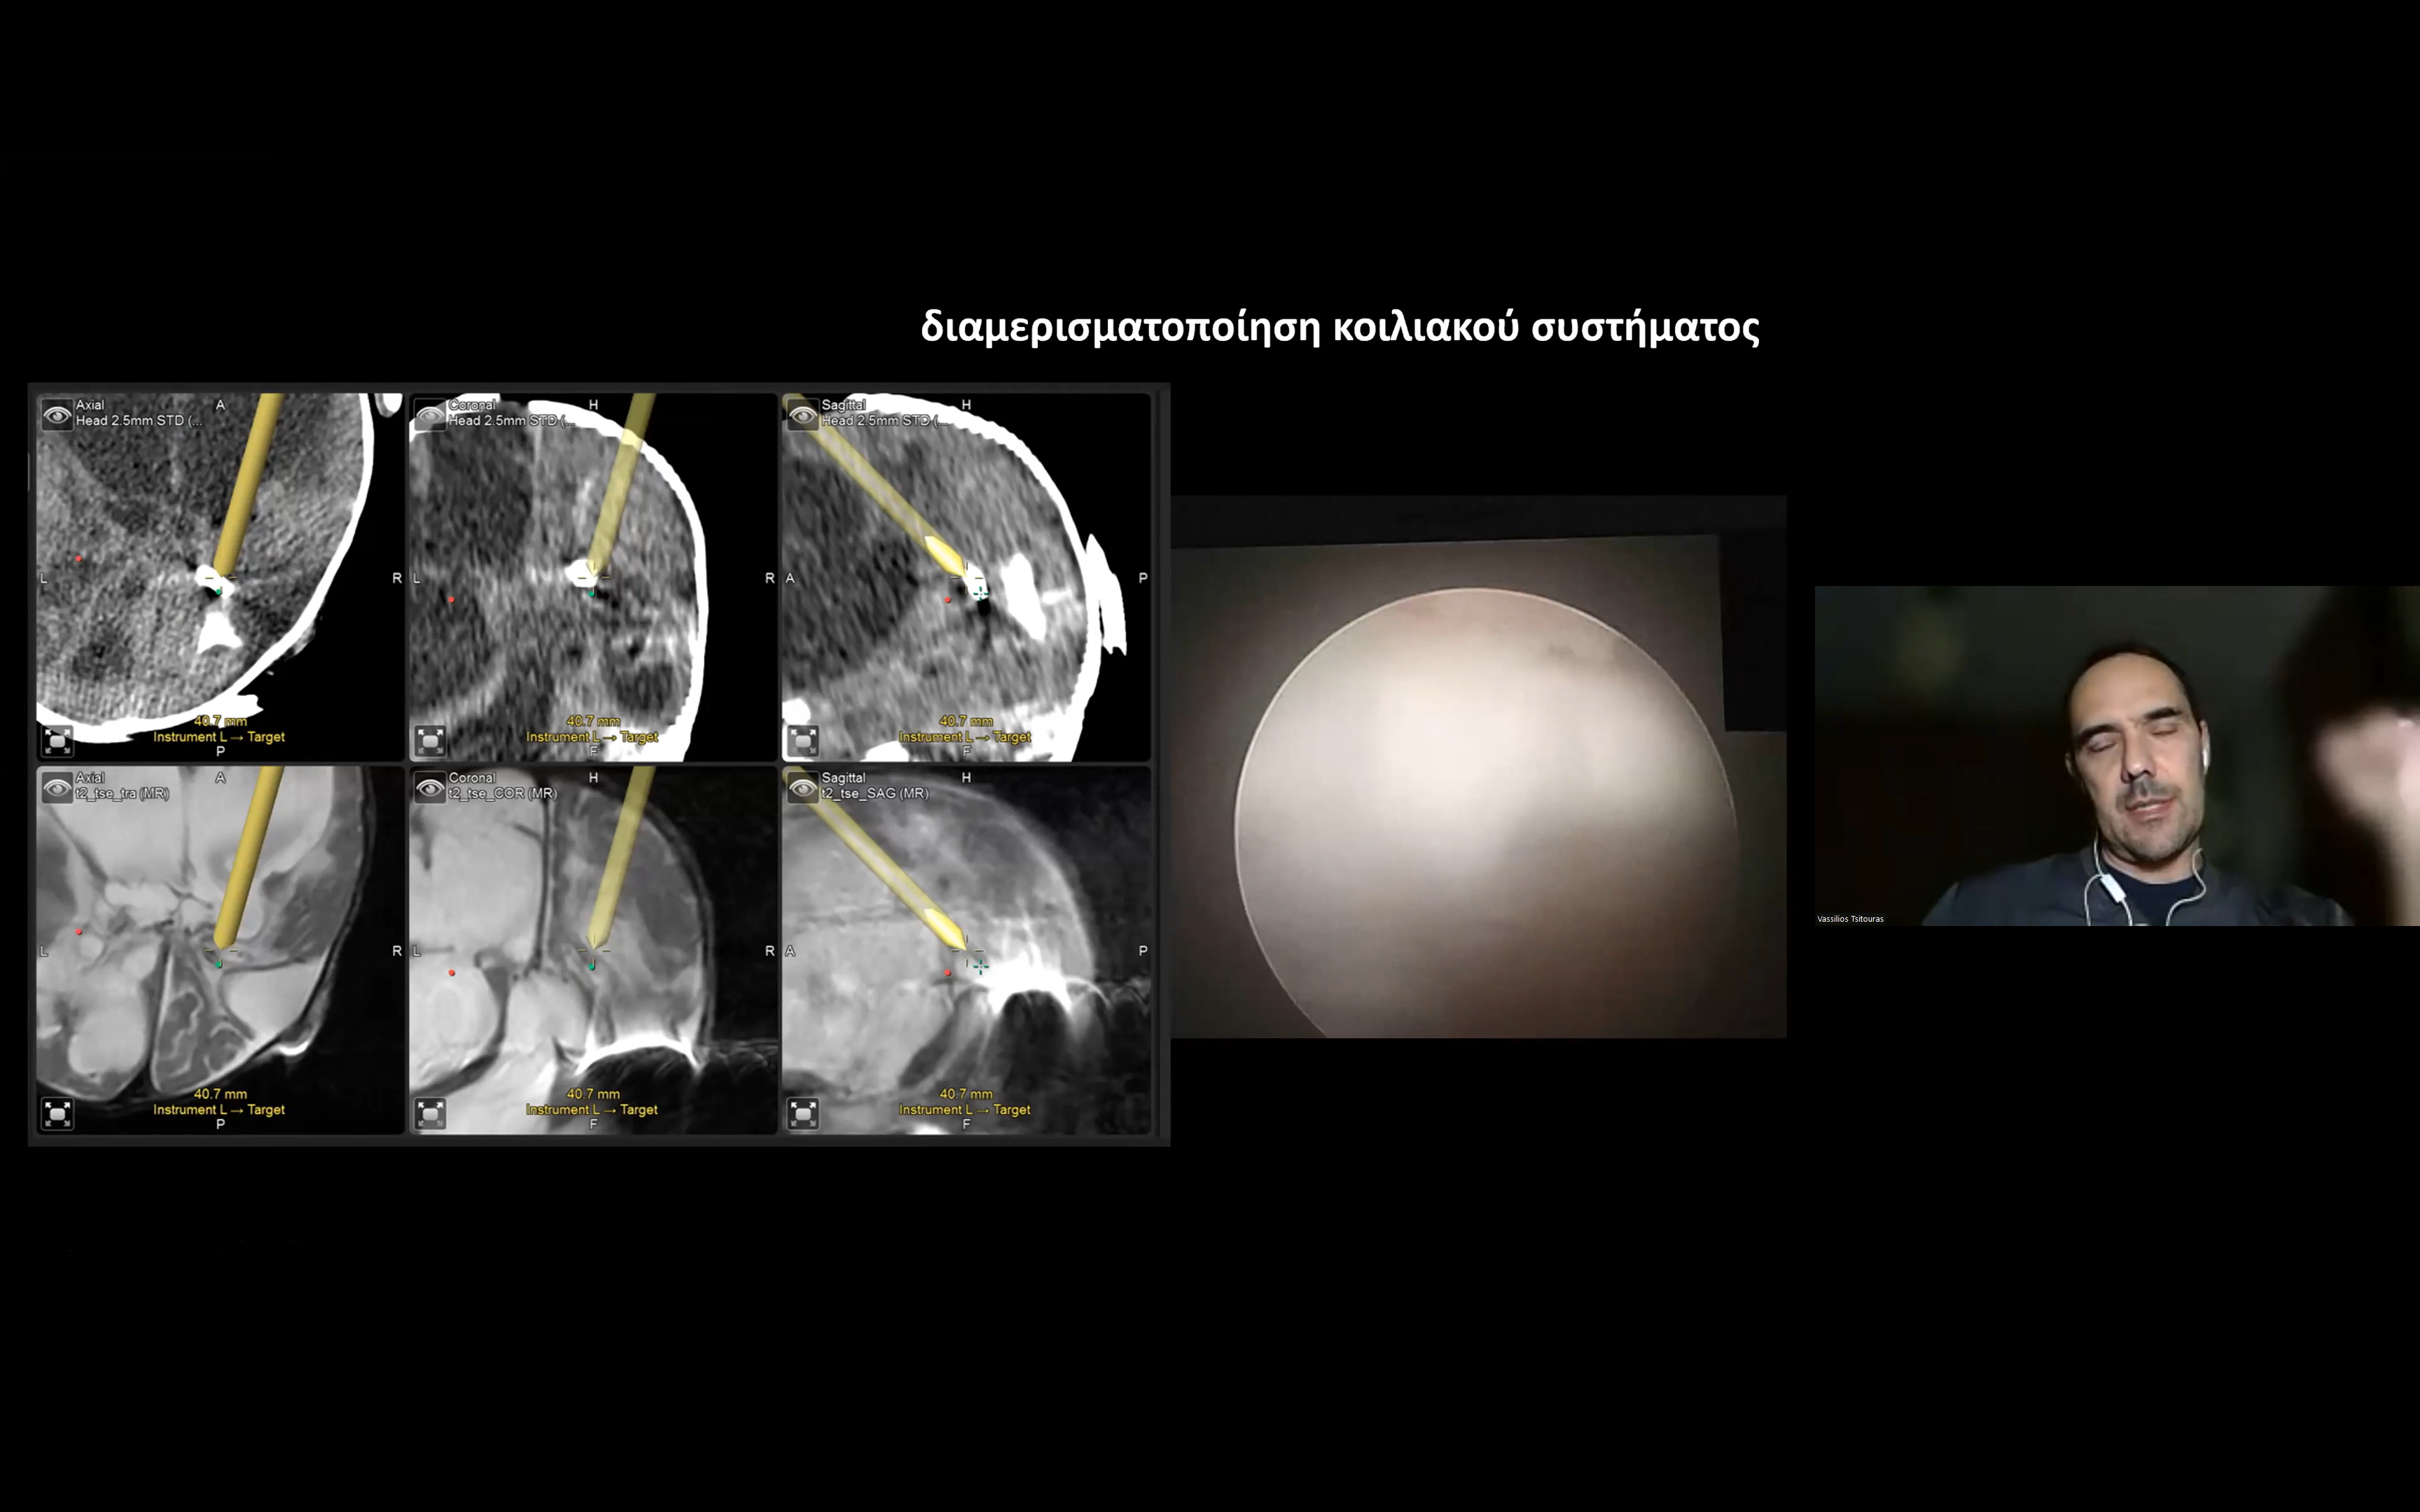 διαμερισματοποίηση κοιλιακού συστήματος
Axial
Head 2.5mm STD (...
A
L
R
40.7 mm
Instrument L → Target
P
Coronal
Head 2.5mm STD (...
H
L
R
40.7 mm
Instrument L → Target
F
Sagittal
Head 2.5mm STD (...
H
A
P
40.7 mm
Instrument L → Target
F
Axial
t2_tse_tra (MR)
A
L
R
40.7 mm
Instrument L → Target
P
Coronal
t2_tse_COR (MR)
H
L
R
40.7 mm
Instrument L → Target
F
Sagittal
t2_tse_SAG (MR)
H
A
P
40.7 mm
Instrument L → Target
F
Vassilios Tsitouras